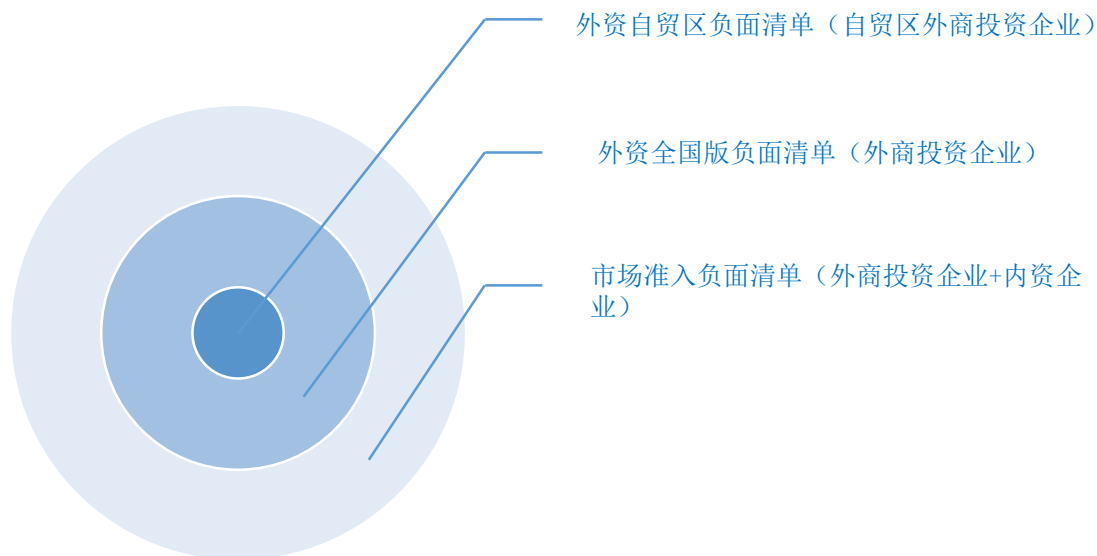 外资自贸区负面清单（自贸区外商投资企业）
外资全国版负面清单（外商投资企业）
市场准入负面清单（外商投资企业+内资企
业）